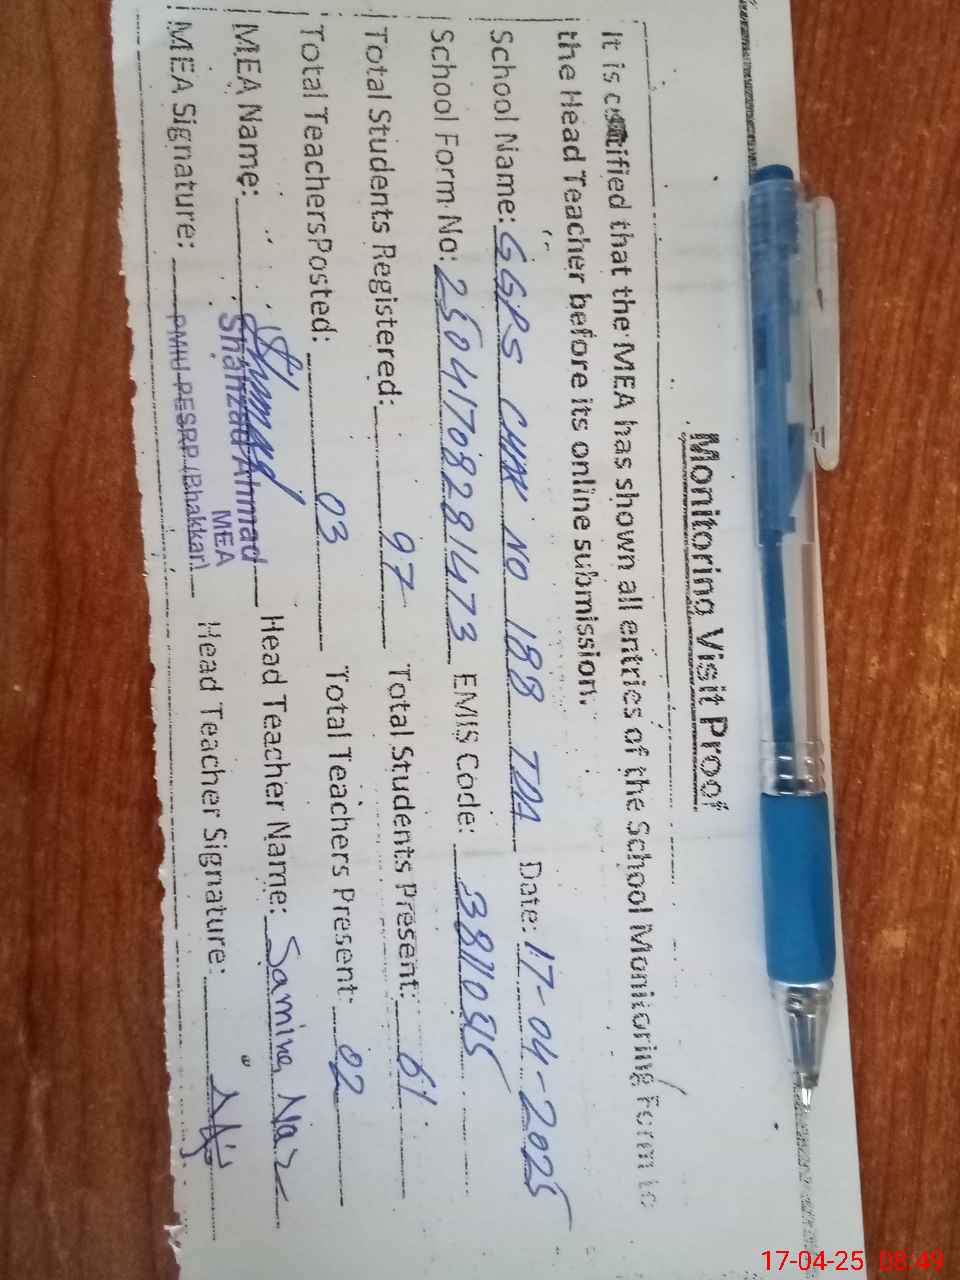 Monitoring Visit Proof
It is certified that the MEA has shown all entries of the School Monitoring Form to
the Head Teacher before its online submission.
School Name: GGPS CHAK NO 188 TDA Date: 17-04-2025
School Form No: 2504170828281473 EMIS Code:
Total Students Registered: 97 Total Students Present: 61
Total TeachersPosted: 03 Total Teachers Present: 02
MEA Name: Shahzad Ahmad Head Teacher Name: Samina Naz
MEA
MEA Signature: PMIU-PESRP (Bhakkar) Head Teacher Signature:
17-04-25 08:49